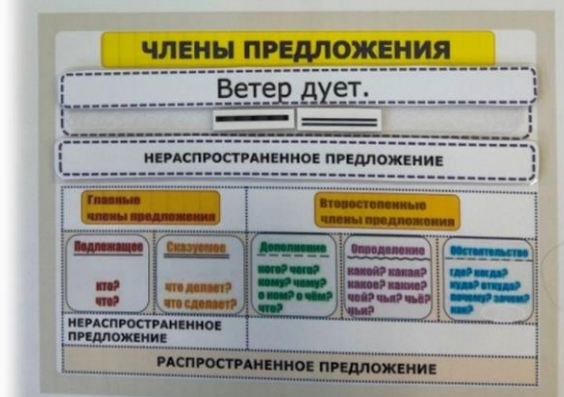 ЧЛЕНЫ ПРЕДЛОЖЕНИЯ
Ветер дует.
НЕРАСПРОСТРАНЕННОЕ ПРЕДЛОЖЕНИЕ
Главные
члены предложения
Второстепенные
члены предложения
Подлежащее
кто?
что?
Сказуемое
что делает?
что сделает?
Дополнение
кого? чего?
кому? чему?
о ком? о чём?
что?
Определение
какой? какая?
какое? какие?
чей? чья? чьё?
чьи?
Обстоятельство
где? когда?
куда? откуда?
почему? зачем?
как?
НЕРАСПРОСТРАНЕННОЕ
ПРЕДЛОЖЕНИЕ
РАСПРОСТРАНЕННОЕ ПРЕДЛОЖЕНИЕ